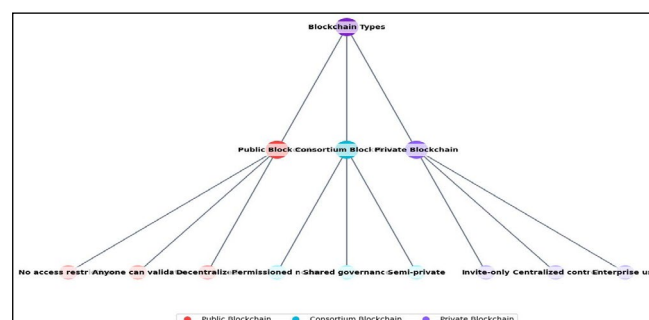 Blockchain Types
Public Block Consortium Bloc Private Blockchain
No access restr Anyone can valida Decentraliz Permissioned n Shared governanc Semi-private Invite-only Centralized contr Enterprise u
Public Blockchain Consortium Blockchain Private Blockchain